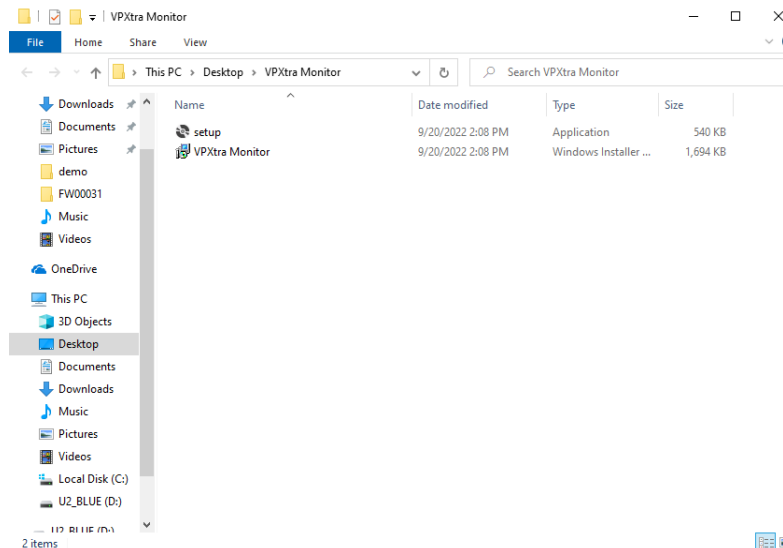 VPXtra Monitor
File Home Share View
This PC > Desktop > VPXtra Monitor
Search VPXtra Monitor
Downloads
Documents
Pictures
demo
FW00031
Music
Videos
OneDrive
This PC
3D Objects
Desktop
Documents
Downloads
Music
Pictures
Videos
Local Disk (C:)
U2_BLUE (D:)
U2_BLUE (D:)
Name Date modified Type Size
setup 9/20/2022 2:08 PM Application 540 KB
VPXtra Monitor 9/20/2022 2:08 PM Windows Installer ... 1,694 KB
2 items